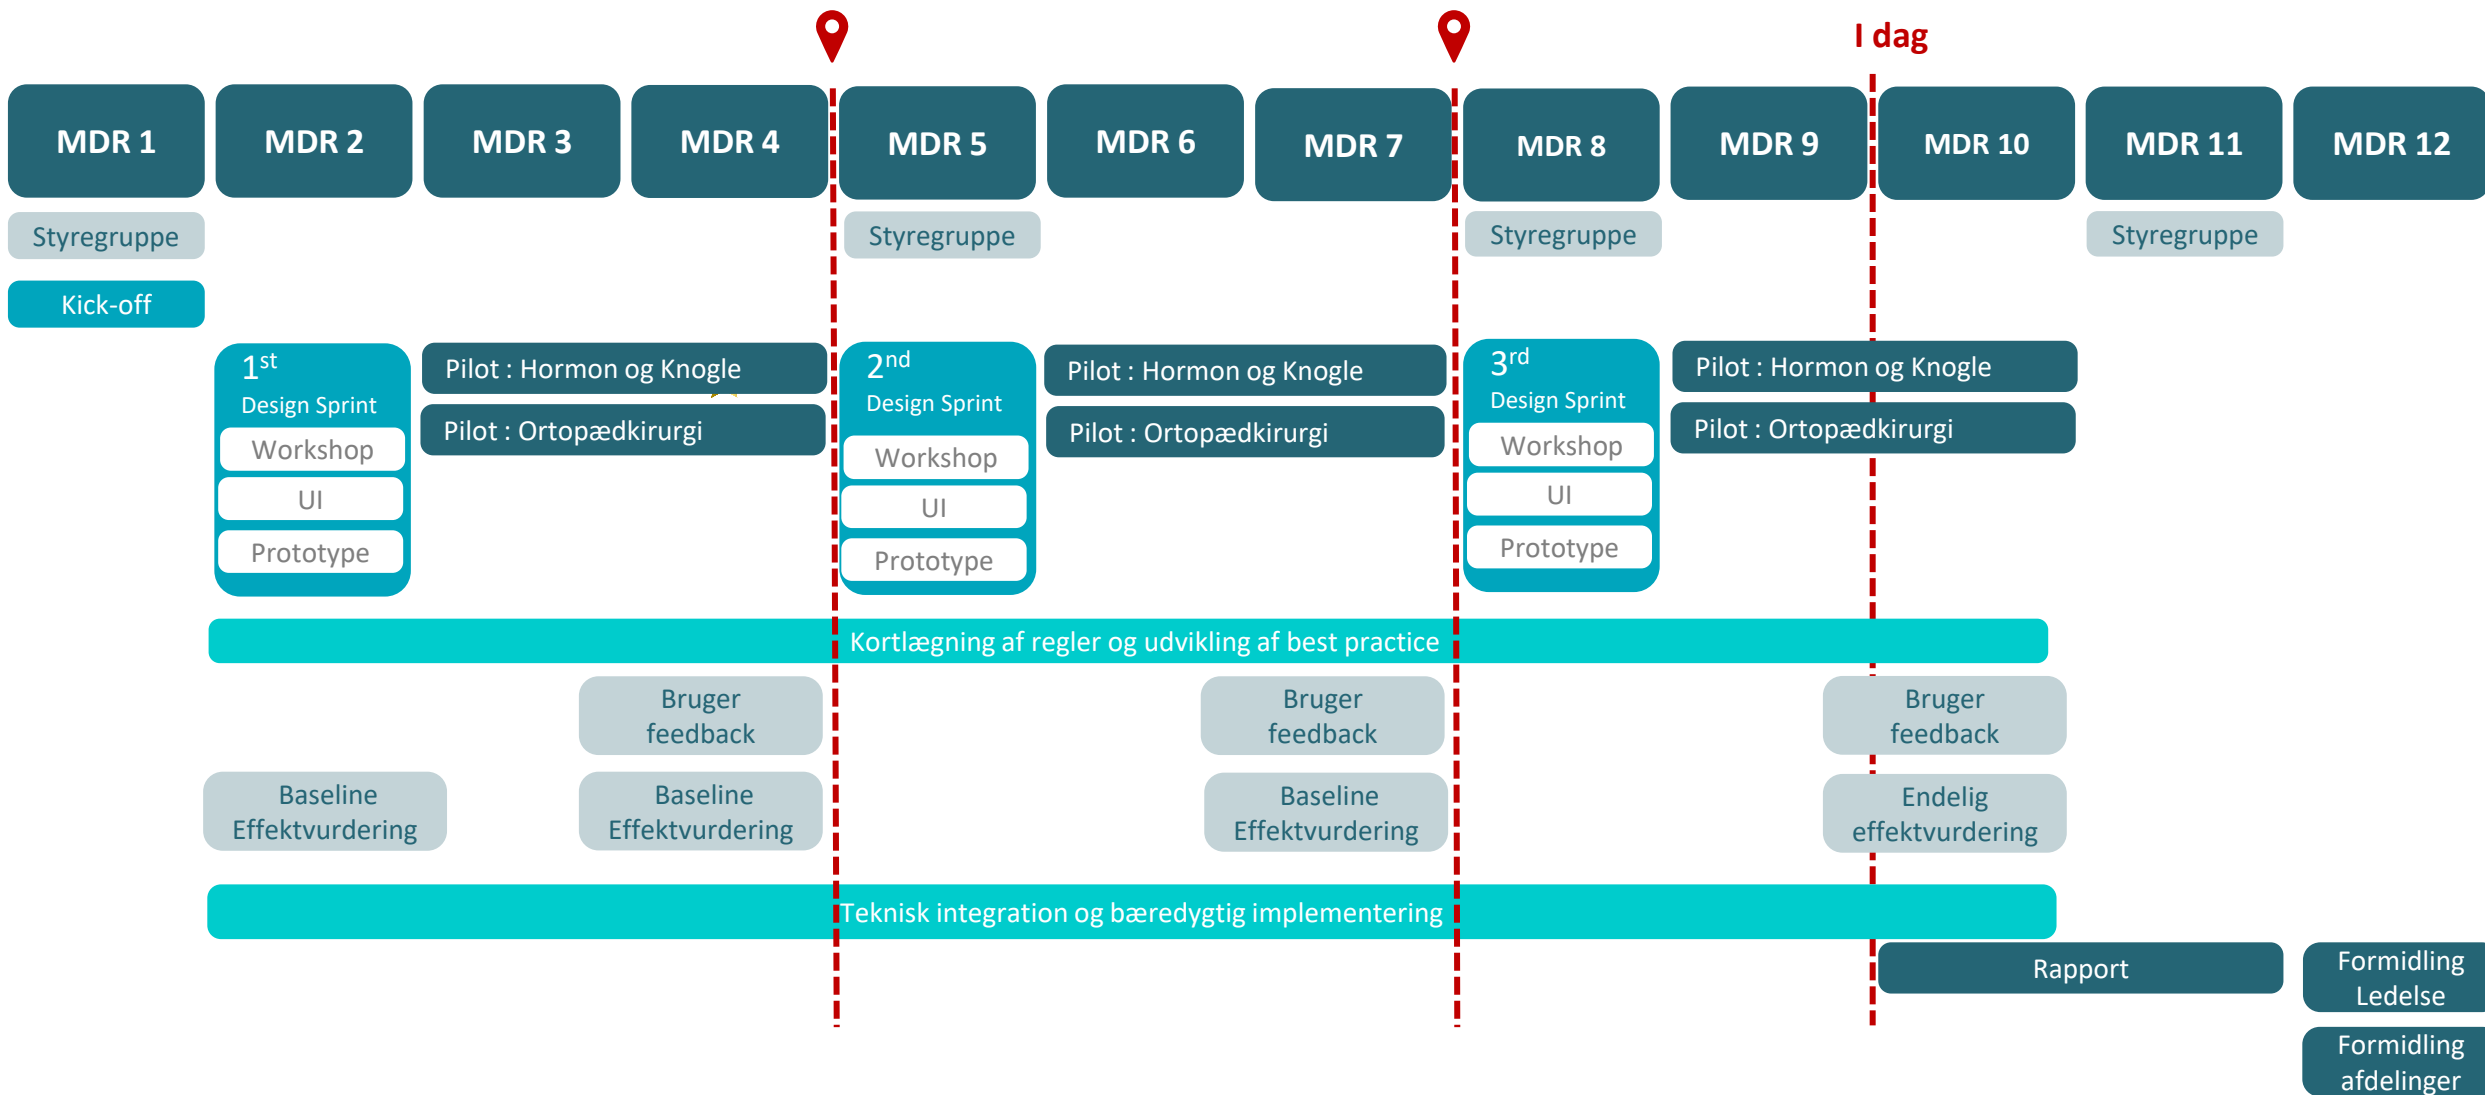 I dag
MDR 1
MDR 2
MDR 3
MDR 4
MDR 5
MDR 6
MDR 7
MDR 8
MDR 9
MDR 10
MDR 11
MDR 12
Styregruppe
Styregruppe
Styregruppe
Styregruppe
Kick-off
1st
Design Sprint
Workshop
UI
Prototype
Pilot : Hormon og Knogle
Pilot : Ortopædkirurgi
2nd
Design Sprint
Workshop
UI
Prototype
Pilot : Hormon og Knogle
Pilot : Ortopædkirurgi
3rd
Design Sprint
Workshop
UI
Prototype
Pilot : Hormon og Knogle
Pilot : Ortopædkirurgi
Kortlægning af regler og udvikling af best practice
Bruger
feedback
Bruger
feedback
Bruger
feedback
Baseline
Effektvurdering
Baseline
Effektvurdering
Baseline
Effektvurdering
Endelig
effektvurdering
Teknisk integration og bæredygtig implementering
Rapport
Formidling
Ledelse
Formidling
afdelinger